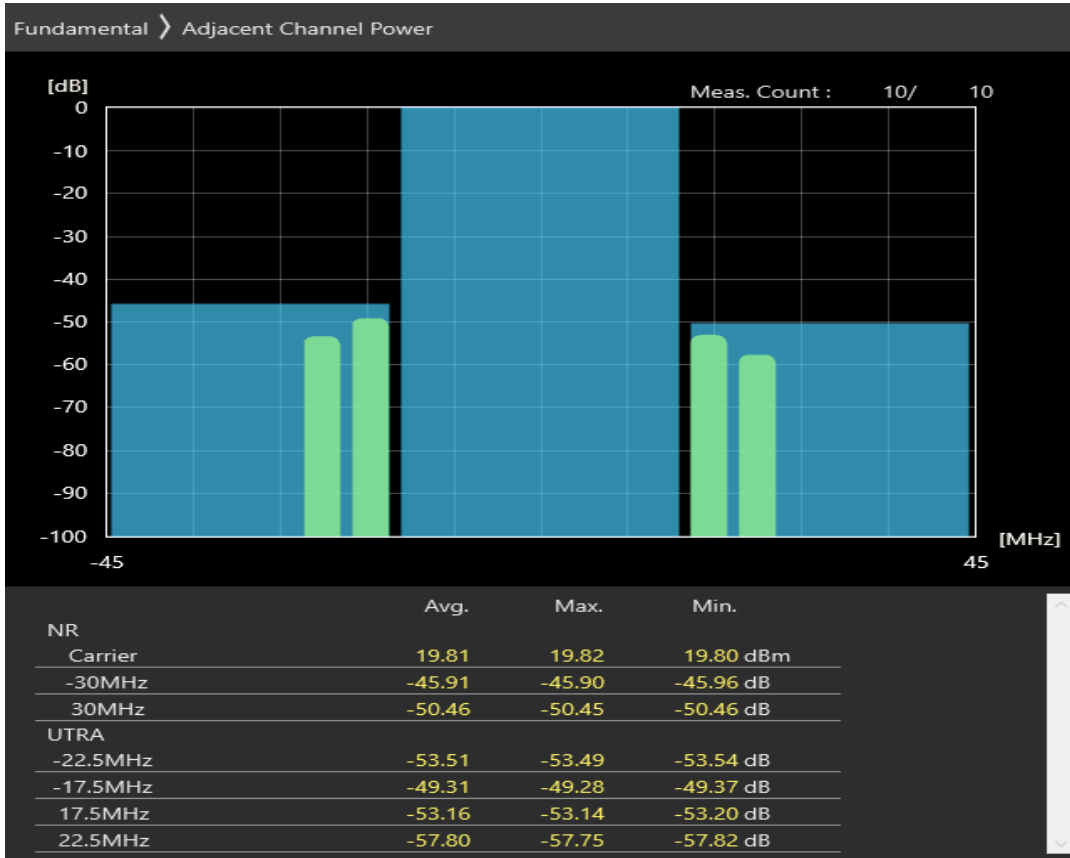 Fundamental ❯ Adjacent Channel Power
[dB]
Meas. Count : 10/ 10
0
-10
-20
-30
-40
-50
-60
-70
-80
-90
-100
[MHz]
-45 45
Avg. Max. Min.
NR
Carrier 19.81 19.82 19.80 dBm
-30MHz -45.91 -45.90 -45.96 dB
30MHz -50.46 -50.45 -50.46 dB
UTRA
-22.5MHz -53.51 -53.49 -53.54 dB
-17.5MHz -49.31 -49.28 -49.37 dB
17.5MHz -53.16 -53.14 -53.20 dB
22.5MHz -57.80 -57.75 -57.82 dB